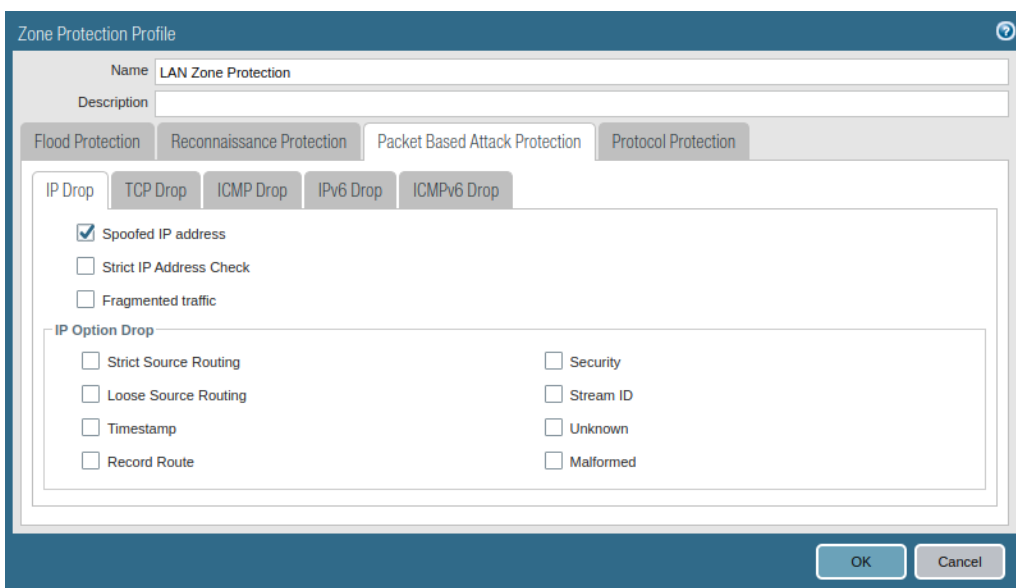 Zone Protection Profile
Name LAN Zone Protection
Description
Flood Protection Reconnaissance Protection Packet Based Attack Protection Protocol Protection
IP Drop TCP Drop ICMP Drop IPv6 Drop ICMPv6 Drop
Spoofed IP address
Strict IP Address Check
Fragmented traffic
IP Option Drop
Strict Source Routing Security
Loose Source Routing Stream ID
Timestamp Unknown
Record Route Malformed
OK Cancel